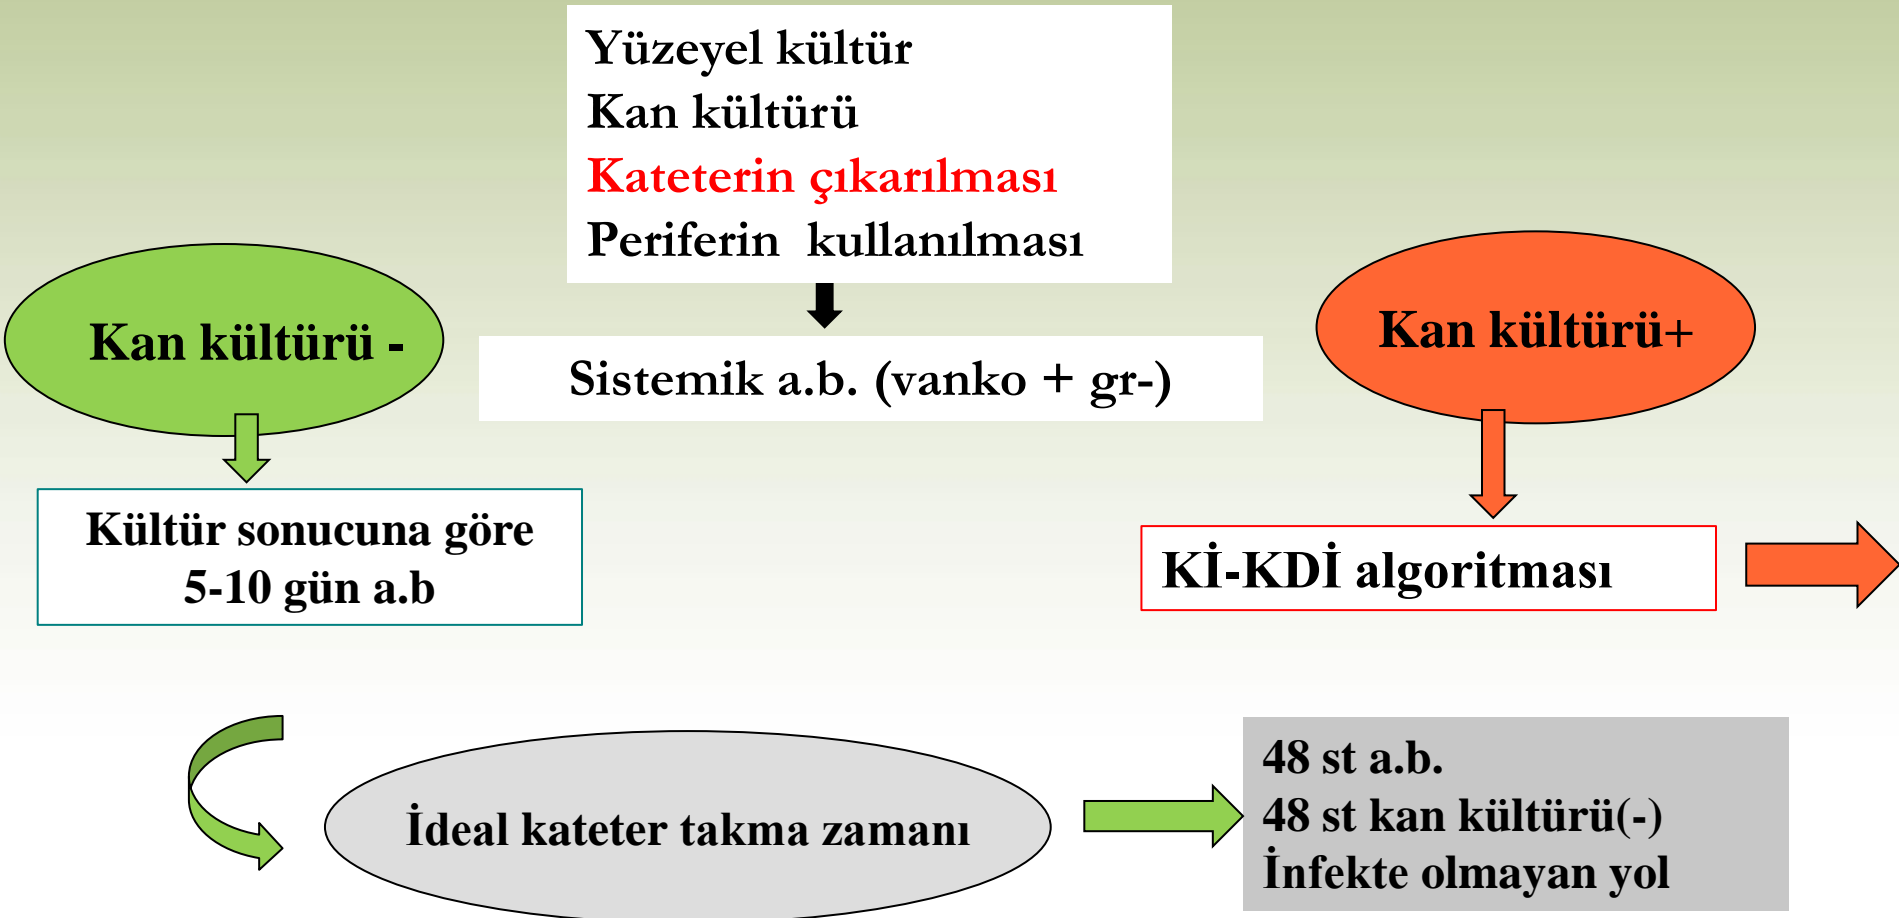 Yüzeyel kültür
Kan kültürü
Kateterin çıkarılması
Periferin kullanılması
Kan kültürü -
Sistemik a.b. (vanko + gr-)
Kan kültürü+
Kültür sonucuna göre
5-10 gün a.b
Kİ-KDİ algoritması
İdeal kateter takma zamanı
48 st a.b.
48 st kan kültürü(-)
İnfekte olmayan yol